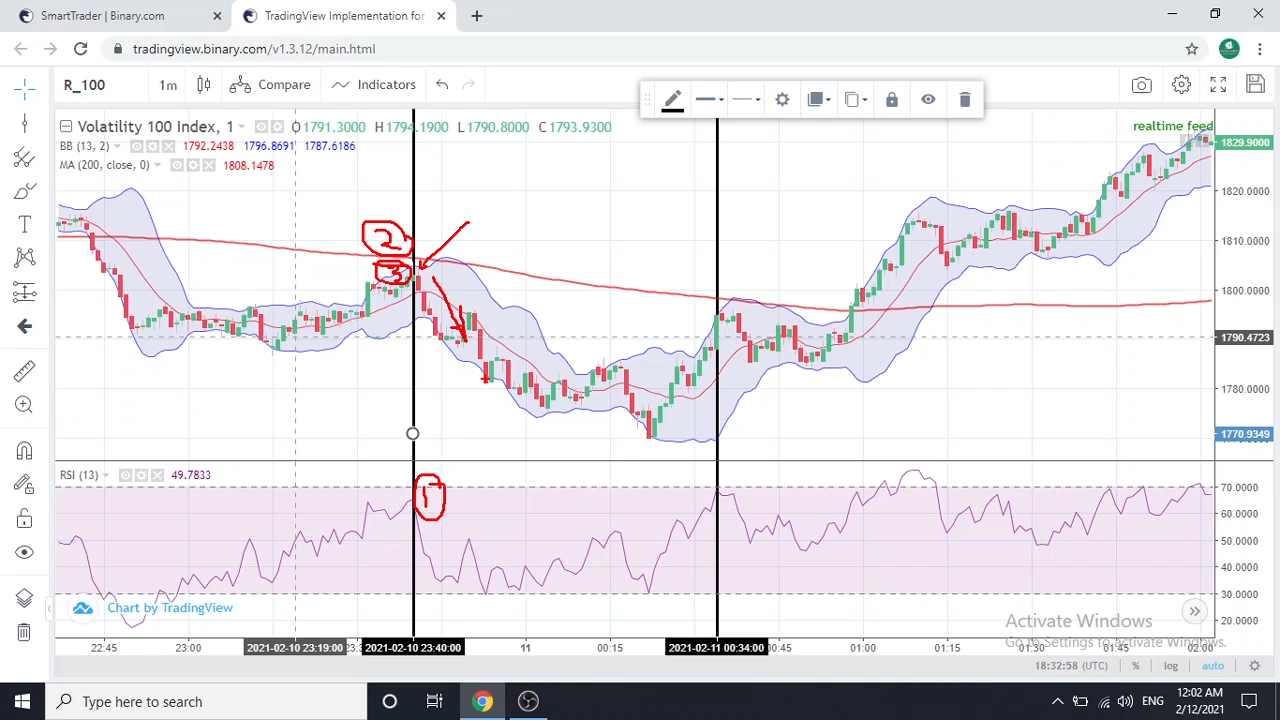 SmartTrader | Binary.com
TradingView Implementation for
tradingview.binary.com/v1.3.12/main.html
R_100 1m Compare Indicators
Volatility 100 Index, 1 O1791.3000 H1794.1900 L1790.8000 C1793.9300
realtime feed
BB (13, 2) 1792.2438 1796.8691 1787.6186
MA (200, close, 0) 1808.1478
1829.9000
1820.0000
1810.0000
1800.0000
1790.4723
1780.0000
1770.9349
2
3
1
RSI (13) 49.7833
70.0000
60.0000
50.0000
40.0000
30.0000
20.0000
Chart by TradingView
Activate Windows
Go to Settings to activate Windows.
22:45 23:00 2021-02-10 23:19:00 2021-02-10 23:40:00 11 00:15 2021-02-11 00:34:00 01:00 01:15 01:30 01:45 02:00
18:32:58 (UTC) % log auto
Type here to search
ENG
12:02 AM
2/12/2021